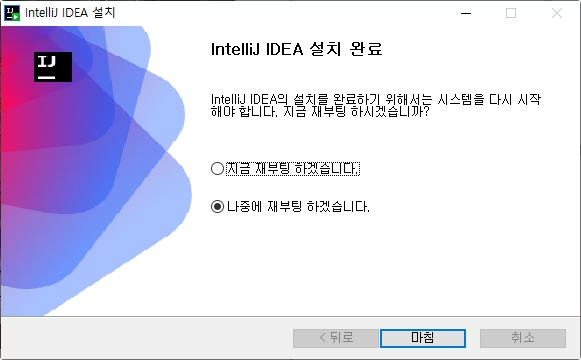 IntelliJ IDEA 설치
IJ
IntelliJ IDEA 설치 완료
IntelliJ IDEA의 설치를 완료하기 위해서는 시스템을 다시 시작
해야 합니다. 지금 재부팅 하시겠습니까?
지금 재부팅 하겠습니다.
나중에 재부팅 하겠습니다.
< 뒤로
마침
취소